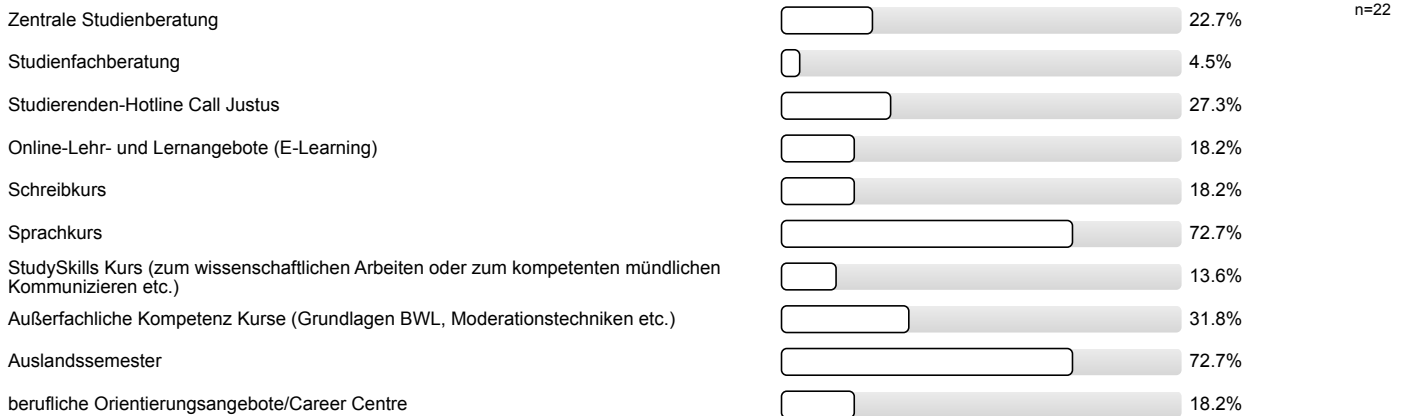 Zentrale Studienberatung 22.7% n=22
Studienfachberatung 4.5%
Studierenden-Hotline Call Justus 27.3%
Online-Lehr- und Lernangebote (E-Learning) 18.2%
Schreibkurs 18.2%
Sprachkurs 72.7%
StudySkills Kurs (zum wissenschaftlichen Arbeiten oder zum kompetenten mündlichen
Kommunizieren etc.) 13.6%
Außerfachliche Kompetenz Kurse (Grundlagen BWL, Moderationstechniken etc.) 31.8%
Auslandssemester 72.7%
berufliche Orientierungsangebote/Career Centre 18.2%